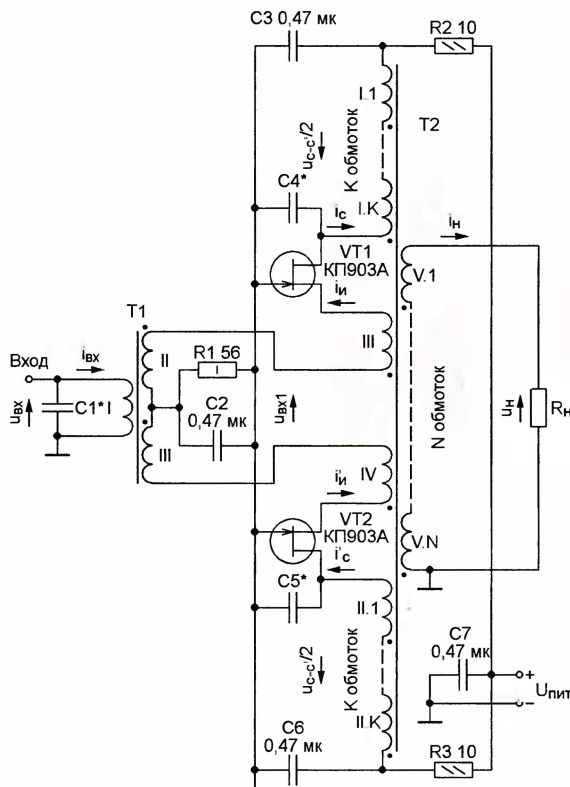 C3 0,47 мк
R2 10
I.1
T2
K обмоток
uc-c'/2
C4*
I.K
iс
iн
VT1
КП903А
V.1
iи
T1
III
Вход
iвх
II
R1 56
uвх
C1*
I
C2
0,47 мк
uвх1
N обмоток
uн
Rн
III
IV
i'и
VT2
КП903А
V.N
i'с
C5*
II.1
C7
0,47 мк
uc-c'/2
K обмоток
+
Uпит
–
C6
0,47 мк
II.K
R3 10